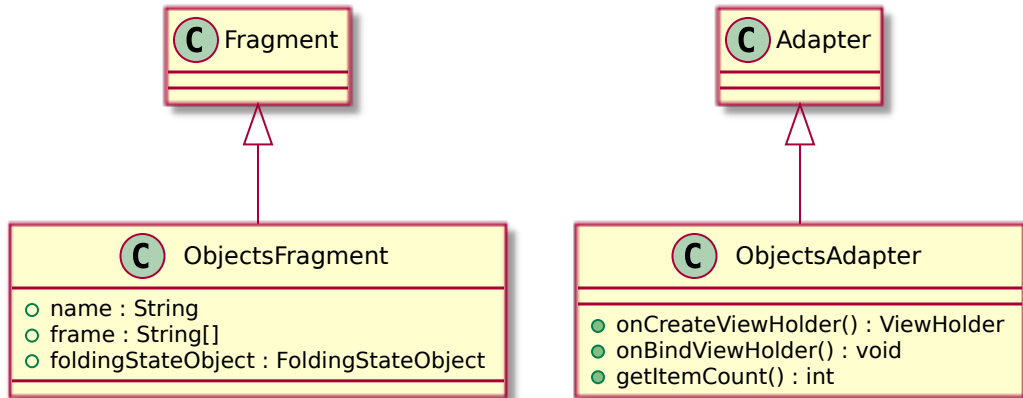 C Fragment
C Adapter
C ObjectsFragment
name : String
frame : String[]
foldingStateObject : FoldingStateObject
C ObjectsAdapter
onCreateViewHolder() : ViewHolder
onBindViewHolder() : void
getItemCount() : int